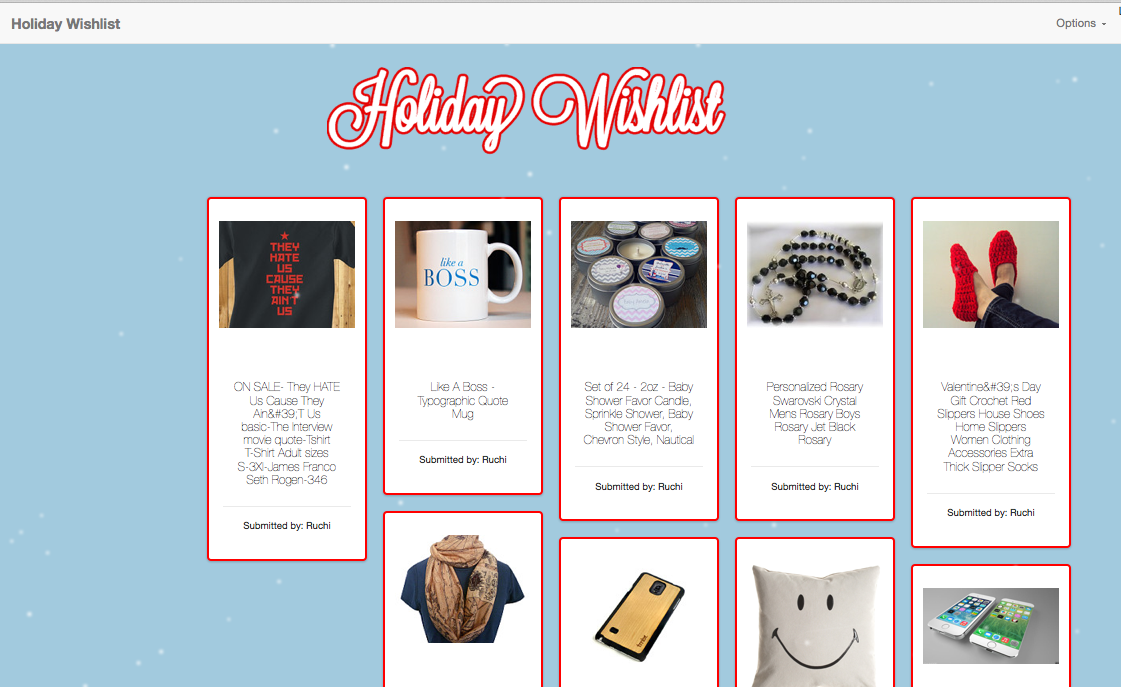 Holiday Wishlist
Options
Holiday Wishlist
THEY
HATE
US
CAUSE
THEY
AIN'T
US
ON SALE- They HATE
Us Cause They
Ain&#39;T Us
basic-The Interview
movie quote-Tshirt
T-Shirt Adult sizes
S-3Xl-James Franco
Seth Rogen-346
Submitted by: Ruchi
like a
BOSS
Like A Boss -
Typographic Quote
Mug
Submitted by: Ruchi
Set of 24 - 2oz - Baby
Shower Favor Candle,
Sprinkle Shower, Baby
Shower Favor,
Chevron Style, Nautical
Submitted by: Ruchi
Personalized Rosary
Swarovski Crystal
Mens Rosary Boys
Rosary Jet Black
Rosary
Submitted by: Ruchi
Valentine&#39;s Day
Gift Crochet Red
Slippers House Shoes
Home Slippers
Women Clothing
Accessories Extra
Thick Slipper Socks
Submitted by: Ruchi